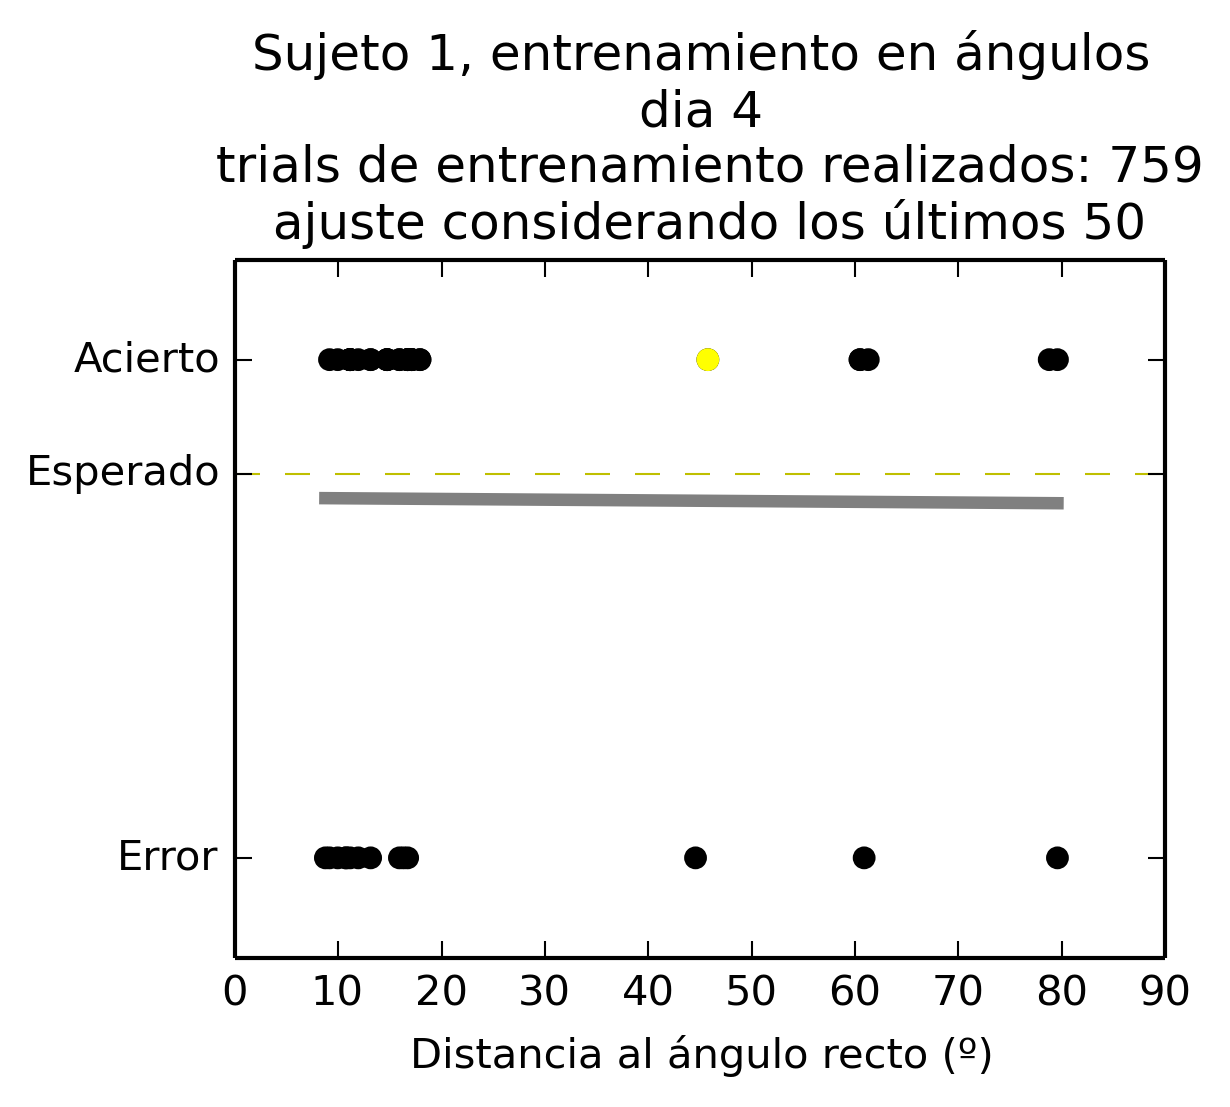 Sujeto 1, entrenamiento en ángulos
dia 4
trials de entrenamiento realizados: 759
ajuste considerando los últimos 50
Acierto
Esperado
Error
0 10 20 30 40 50 60 70 80 90
Distancia al ángulo recto (º)